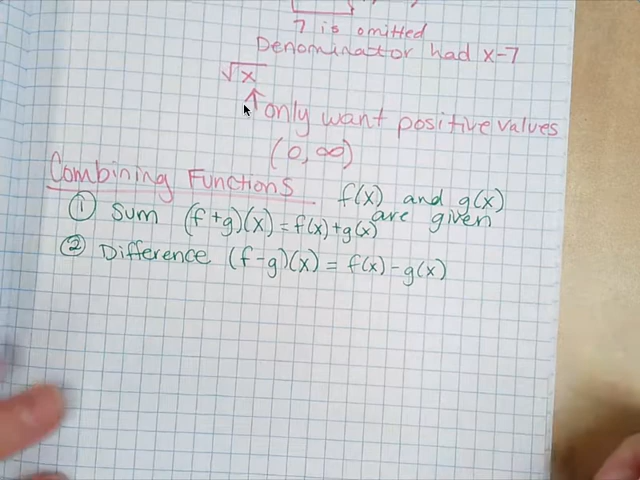 7 is omitted
Denominator had x-7
√x
only want positive values
(0,∞)
Combining Functions f(x) and g(x)
are given
① Sum (f+g)(x)=f(x)+g(x)
② Difference (f-g)(x) = f(x)-g(x)